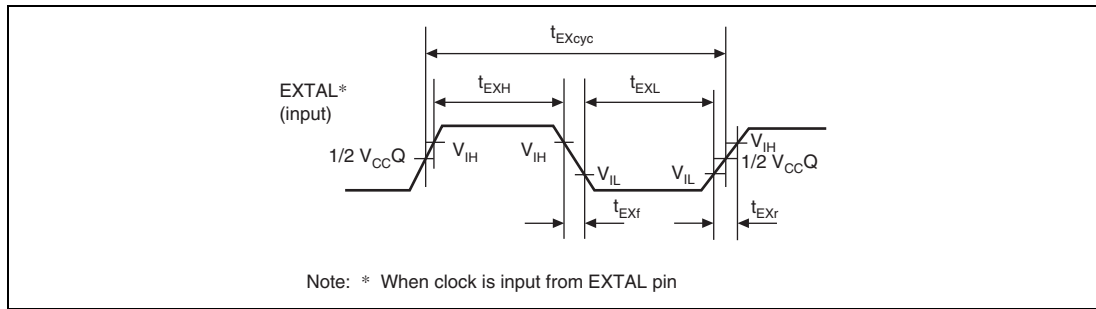 tEXcyc
tEXH
tEXL
EXTAL*
(input)
1/2 VCCQ
VIH
VIH
VIL
VIL
VIH
1/2 VCCQ
tEXf
tEXr
Note: * When clock is input from EXTAL pin